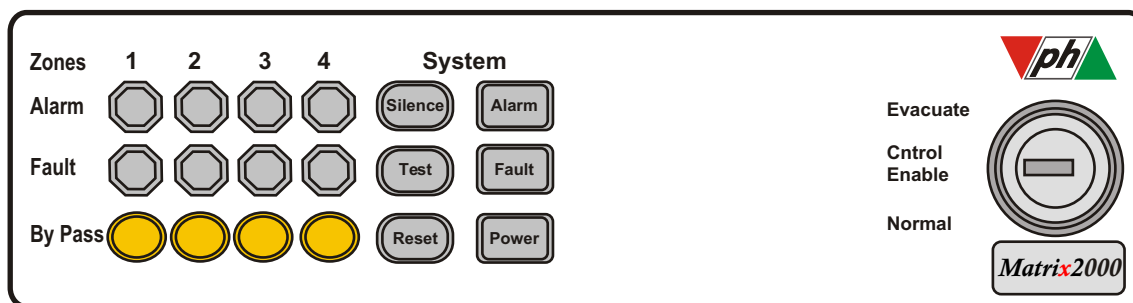 Zones 1 2 3 4 System
Alarm Silence Alarm
Fault Test Fault
By Pass Reset Power
ph
Evacuate
Cntrol
Enable
Normal
Matrix2000